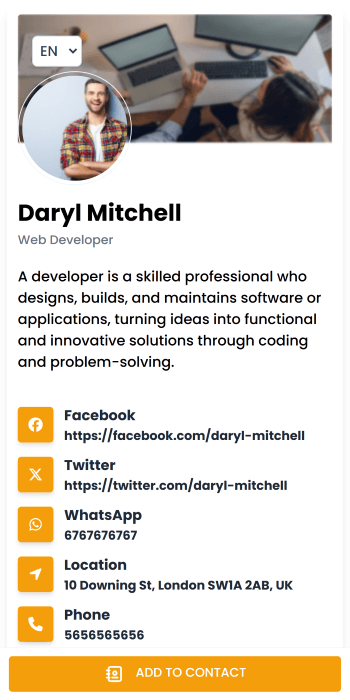 EN
Daryl Mitchell
Web Developer
A developer is a skilled professional who
designs, builds, and maintains software or
applications, turning ideas into functional
and innovative solutions through coding
and problem-solving.
Facebook
https://facebook.com/daryl-mitchell
Twitter
https://twitter.com/daryl-mitchell
WhatsApp
6767676767
Location
10 Downing St, London SW1A 2AB, UK
Phone
5656565656
ADD TO CONTACT